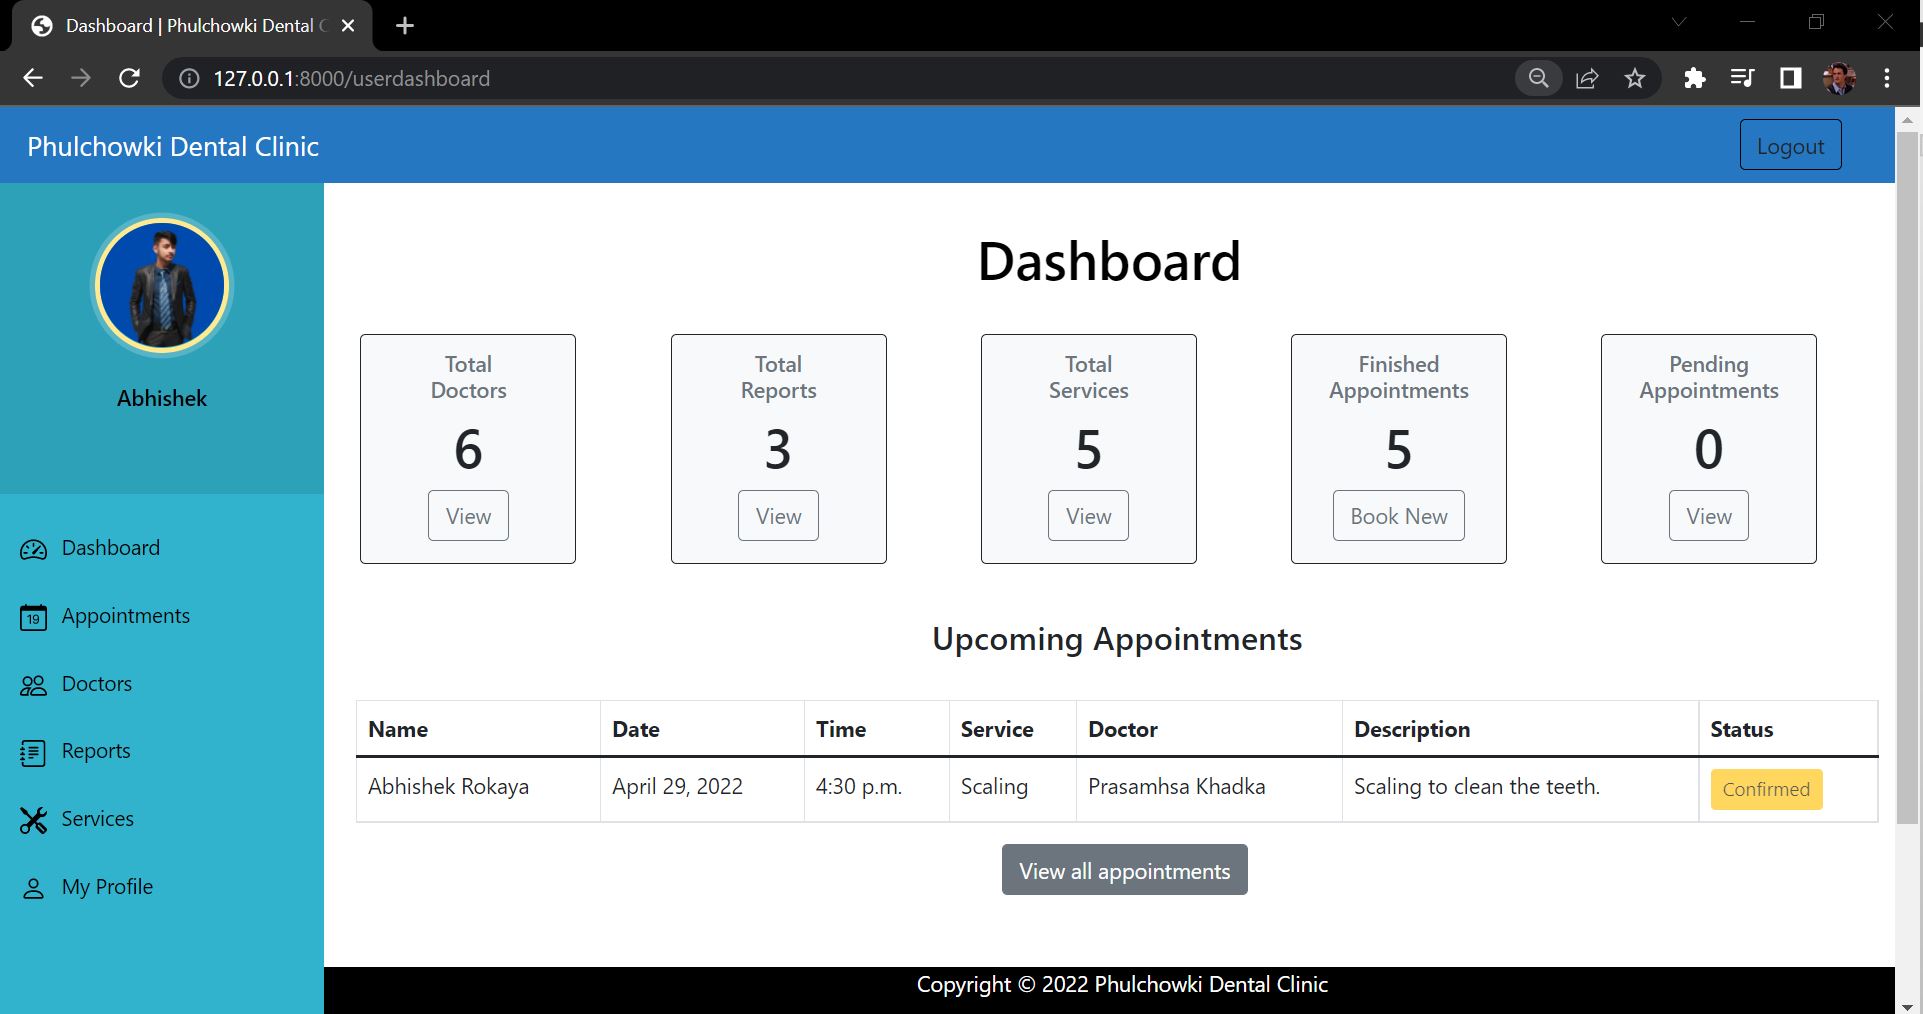 Dashboard | Phulchowki Dental
127.0.0.1:8000/userdashboard
Phulchowki Dental Clinic
Logout
Abhishek
Dashboard
Appointments
19
Doctors
Reports
Services
My Profile
Dashboard
Total
Doctors
6
View
Total
Reports
3
View
Total
Services
5
View
Finished
Appointments
5
Book New
Pending
Appointments
0
View
Upcoming Appointments
Name Date Time Service Doctor Description Status
Abhishek Rokaya April 29, 2022 4:30 p.m. Scaling Prasamhsa Khadka Scaling to clean the teeth. Confirmed
View all appointments
Copyright © 2022 Phulchowki Dental Clinic